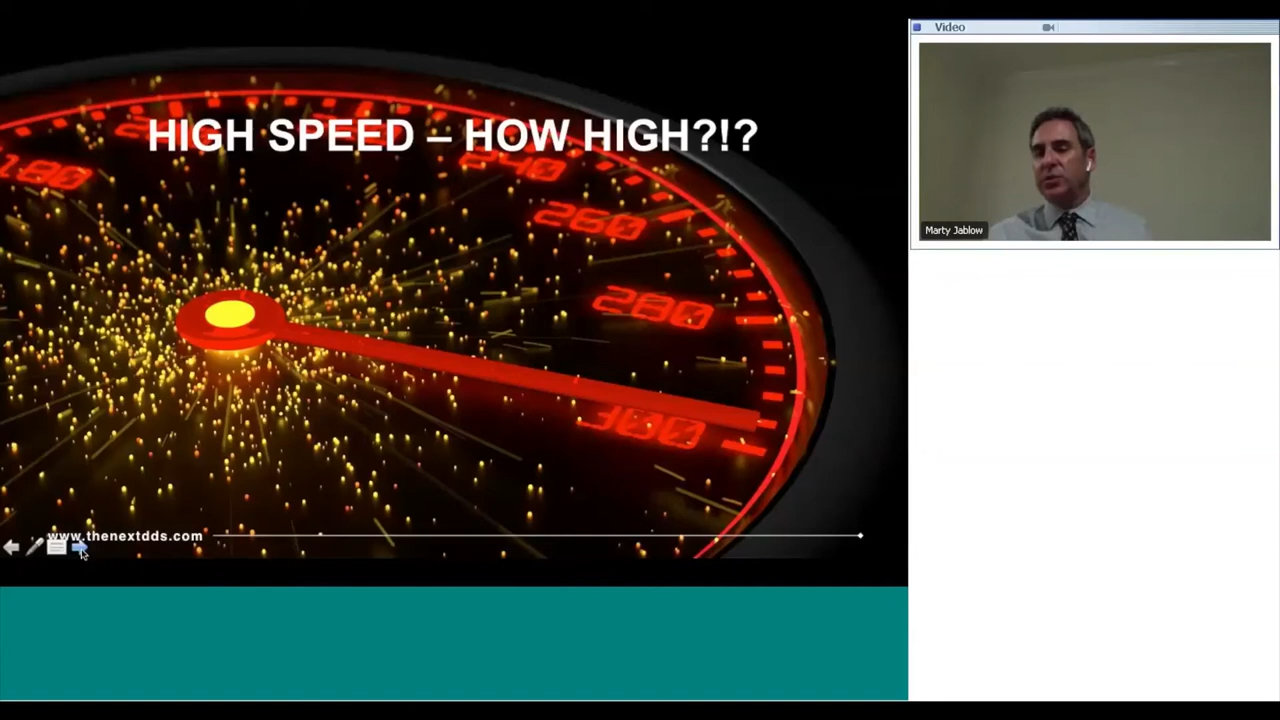 Video
HIGH SPEED – HOW HIGH?!?
180
240
260
280
300
www.thenextdds.com
Marty Jablow